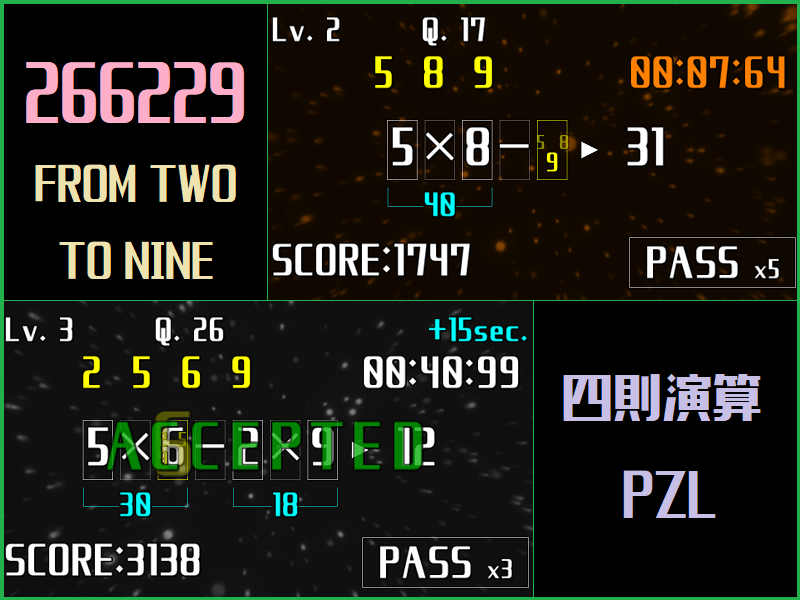 266229
FROM TWO
TO NINE
Lv. 2 Q. 17
5 8 9
00:07:64
5×8−5 8 9 ▶ 31
40
SCORE:1747
PASS x5
Lv. 3 Q. 26
+15sec.
2 5 6 9
00:40:99
5×6−2×9 ▶ 12
ACCEPTED
30 18
SCORE:3138
PASS x3
四則演算
PZL